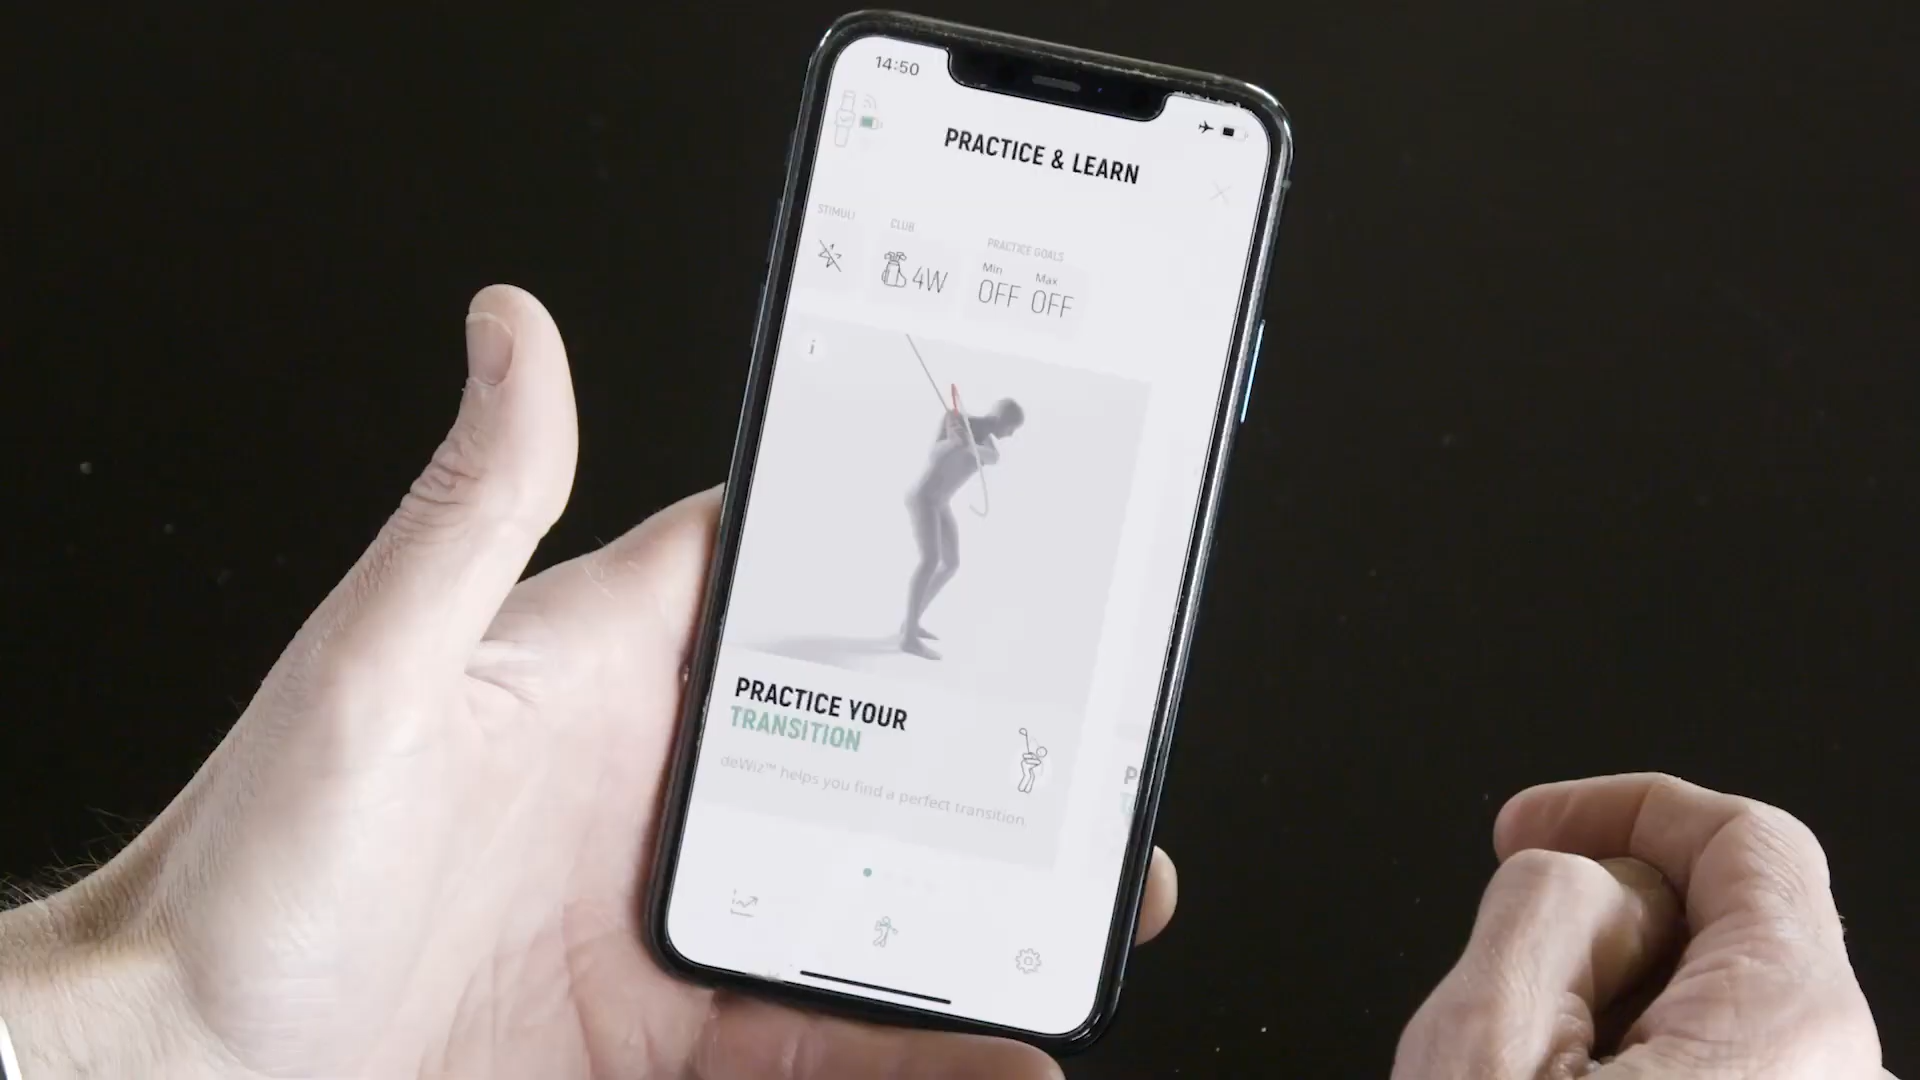 14:50
PRACTICE & LEARN
STIMULI
CLUB
PRACTICE GOALS
4W
Min
Max
OFF
OFF
i
PRACTICE YOUR
TRANSITION
deWiz™ helps you find a perfect transition
P